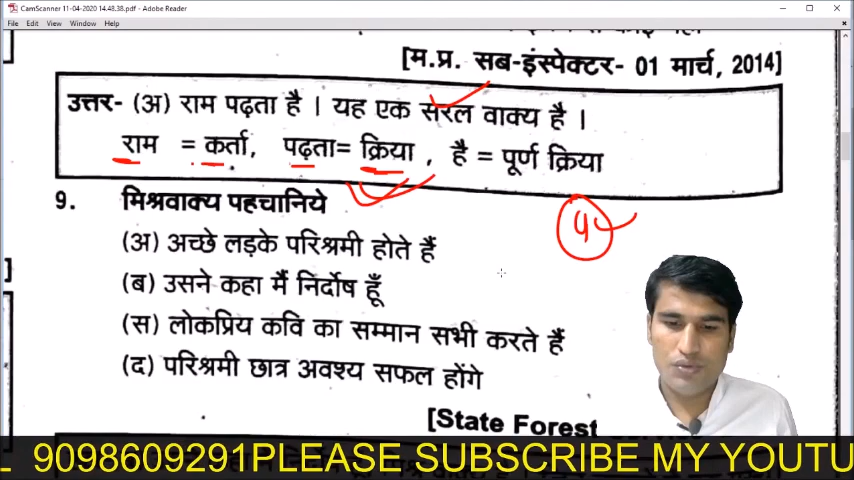 CamScanner 11-04-2020 14.48.38.pdf - Adobe Reader
File Edit View Window Help
[म.प्र. सब-इंस्पेक्टर- 01 मार्च, 2014]
उत्तर- (अ) राम पढ़ता है । यह एक सरल वाक्य है ।
राम = कर्ता, पढ़ता= क्रिया , है = पूर्ण क्रिया
9. मिश्रवाक्य पहचानिये
(अ) अच्छे लड़के परिश्रमी होते हैं
(ब) उसने कहा मैं निर्दोष हूँ
(स) लोकप्रिय कवि का सम्मान सभी करते हैं
(द) परिश्रमी छात्र अवश्य सफल होंगे
[State Forest
9098609291PLEASE SUBSCRIBE MY YOUTU